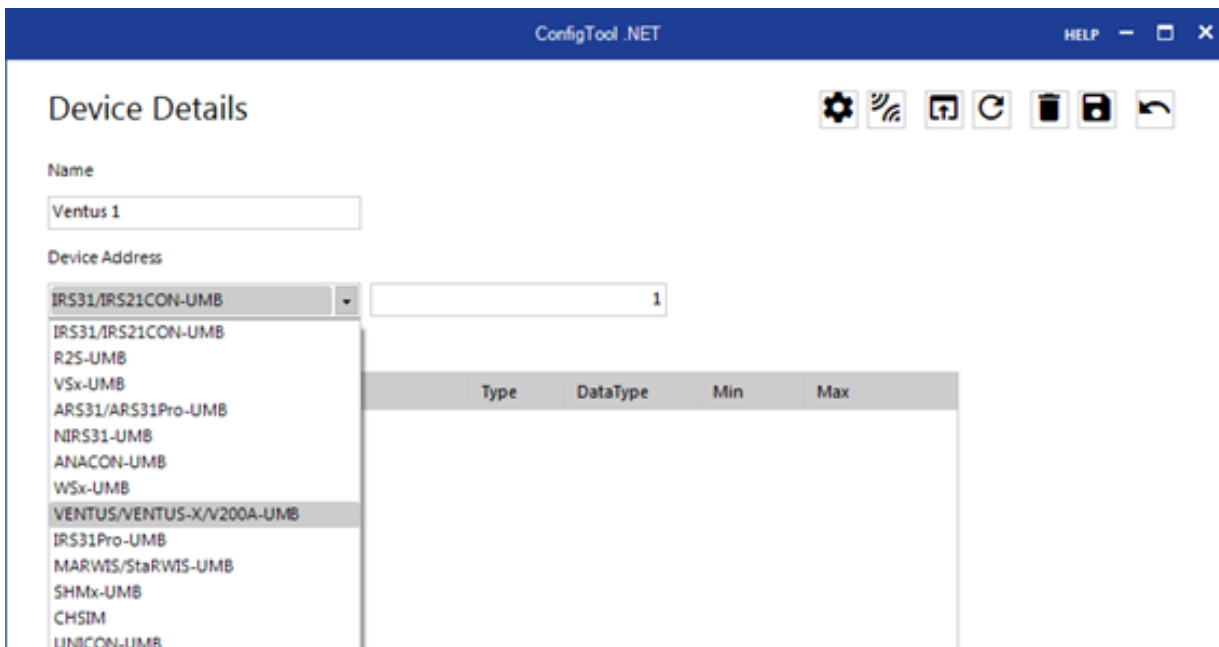 ConfigTool .NET HELP
Device Details
Name
Ventus 1
Device Address
IRS31/IRS21CON-UMB 1
IRS31/IRS21CON-UMB
R2S-UMB
VSx-UMB
Type DataType Min Max
ARS31/ARS31Pro-UMB
NIRS31-UMB
ANACON-UMB
WSx-UMB
VENTUS/VENTUS-X/V200A-UMB
IRS31Pro-UMB
MARWIS/StaRWIS-UMB
SHMx-UMB
CHSIM
UNICON-UMB